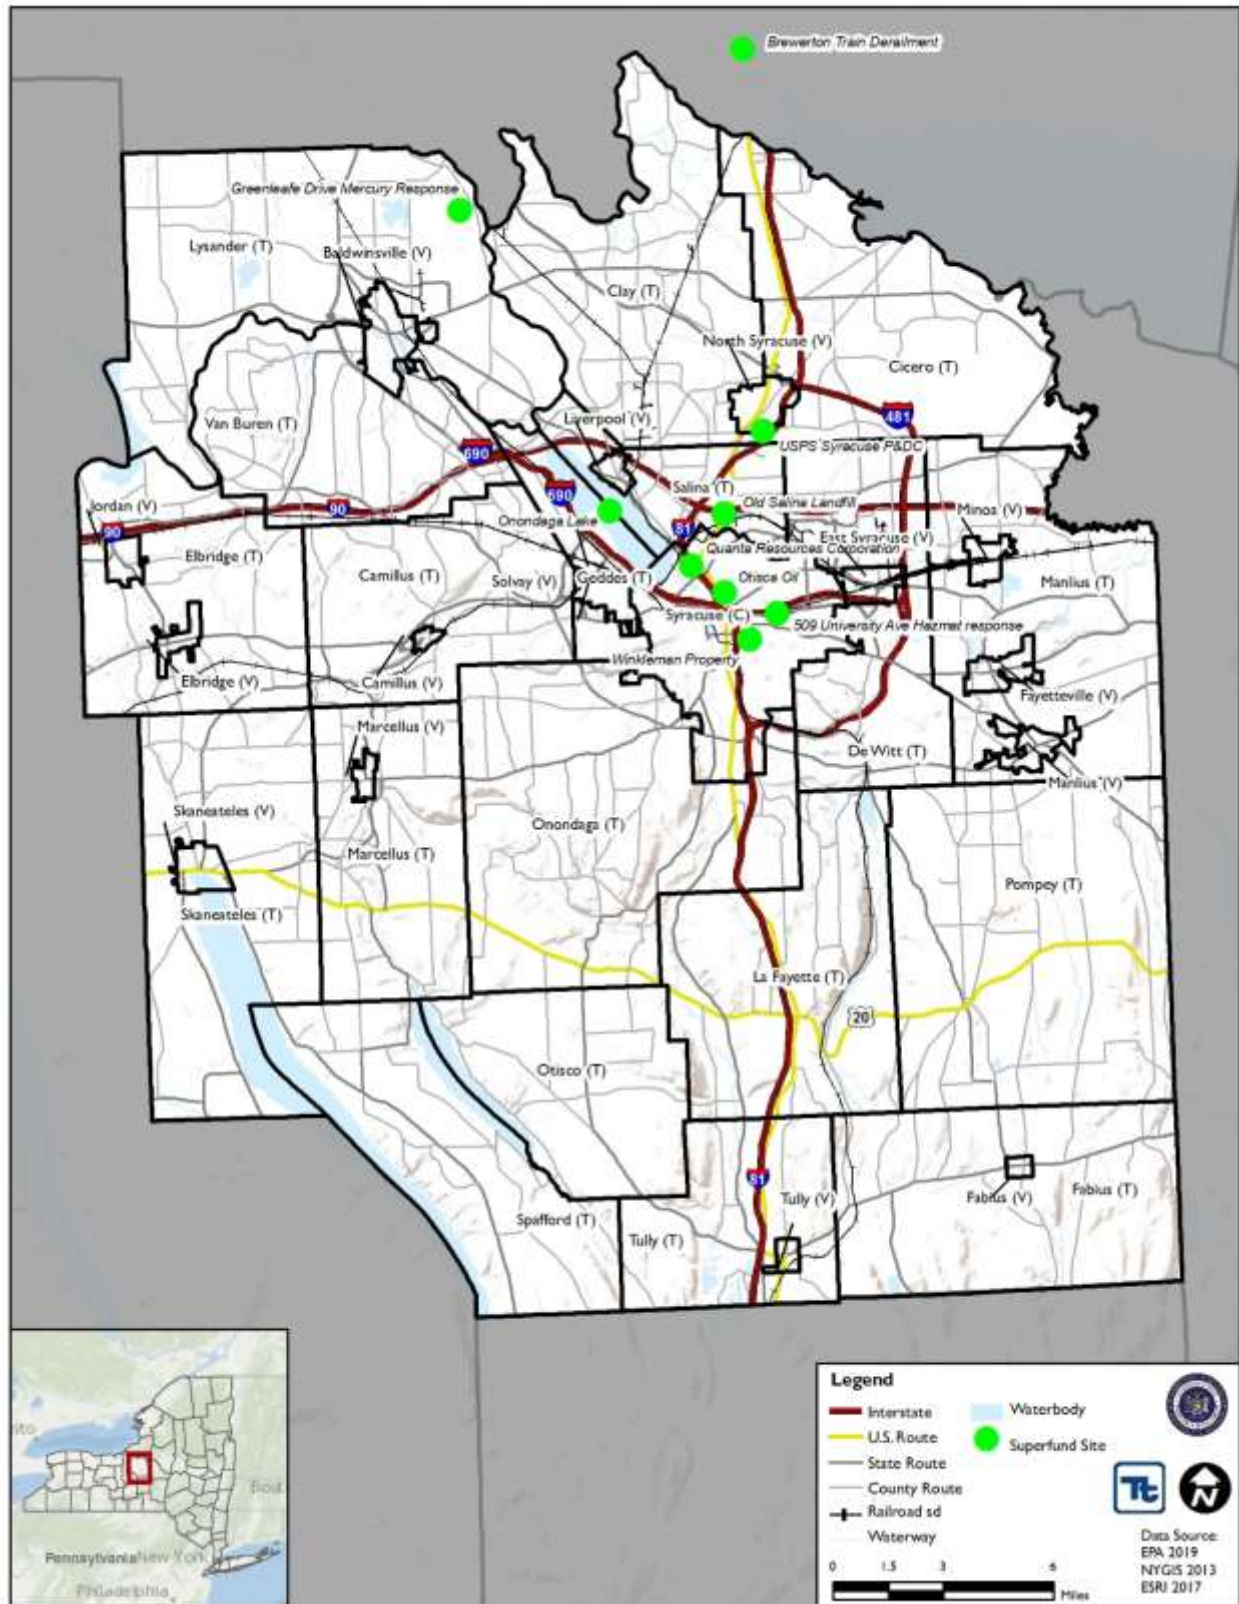 Brewerton Train Derailment
Greenleafe Drive Mercury Response
Lysander (T)
Baldwinsville (V)
Clay (T)
North Syracuse (V)
Cicero (T)
Van Buren (T)
Liverpool (V)
481
USPS Syracuse P&DC
690
690
Salina (T)
Jordan (V)
90
Old Salina Landfill
Minoa (V)
90
Onondaga Lake
81
East Syracuse (V)
Elbridge (T)
Quanta Resources Corporation
Camillus (T)
Solvay (V)
Geddes (T)
Otisca Oil
Manlius (T)
Syracuse (C)
509 University Ave Hazmat response
Winkleman Property
Elbridge (V)
Camillus (V)
Fayetteville (V)
Marcellus (V)
De Witt (T)
Manlius (V)
Skaneateles (V)
Onondaga (T)
Marcellus (T)
Pompey (T)
Skaneateles (T)
La Fayette (T)
20
Otisco (T)
81
Tully (V)
Fabius (V)
Fabius (T)
Spafford (T)
Tully (T)
nto
Bost
Pennsylvania
New York
Philadelphia
Legend
Interstate
Waterbody
U.S. Route
Superfund Site
State Route
County Route
Railroad sd
Waterway
Tt
N
Data Source:
EPA 2019
NYGIS 2013
ESRI 2017
0 1.5 3 6
Miles